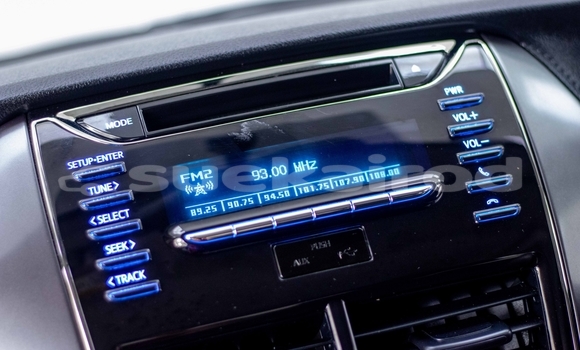 MODE
SETUP•ENTER
TUNE>
<SELECT
SEEK>
<TRACK
FM2 93.00 MHZ
89.25 90.75 94.50 101.75 107.90 108.00
PUSH
AUX
PWR
VOL+
VOL−